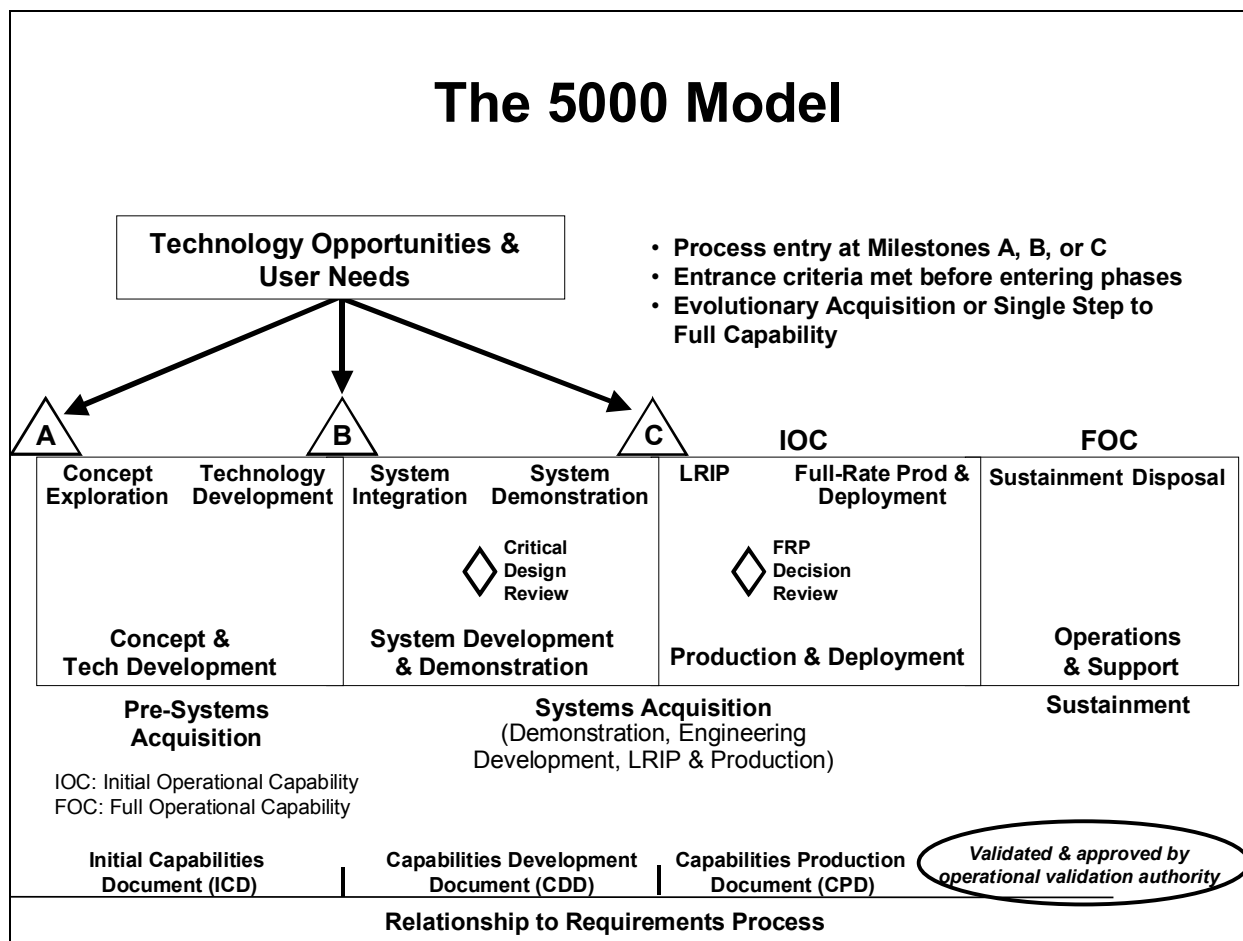 The 5000 Model
Technology Opportunities &
User Needs
• Process entry at Milestones A, B, or C
• Entrance criteria met before entering phases
• Evolutionary Acquisition or Single Step to
Full Capability
A
B
C
IOC
FOC
Concept
Exploration
Technology
Development
System
Integration
System
Demonstration
LRIP
Full-Rate Prod &
Deployment
Sustainment Disposal
Critical
Design
Review
FRP
Decision
Review
Concept &
Tech Development
System Development
& Demonstration
Production & Deployment
Operations
& Support
Pre-Systems
Acquisition
Systems Acquisition
(Demonstration, Engineering
Development, LRIP & Production)
Sustainment
IOC: Initial Operational Capability
FOC: Full Operational Capability
Initial Capabilities
Document (ICD)
Capabilities Development
Document (CDD)
Capabilities Production
Document (CPD)
Validated & approved by
operational validation authority
Relationship to Requirements Process